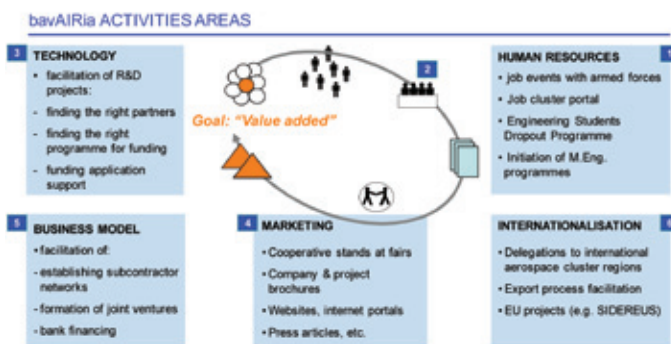 bavAIRia ACTIVITIES AREAS
3 TECHNOLOGY
• facilitation of R&D
projects:
- finding the right partners
- finding the right
programme for funding
- funding application
support
2
Goal: "Value added"
HUMAN RESOURCES
• job events with armed forces
• Job cluster portal
• Engineering Students
Dropout Programme
• Initiation of M.Eng.
programmes
5 BUSINESS MODEL
• facilitation of:
- establishing subcontractor
networks
- formation of joint ventures
- bank financing
4 MARKETING
• Cooperative stands at fairs
• Company & project
brochures
• Websites, internet portals
• Press articles, etc.
INTERNATIONALISATION
• Delegations to international
aerospace cluster regions
• Export process facilitation
• EU projects (e.g. SIDEREUS)